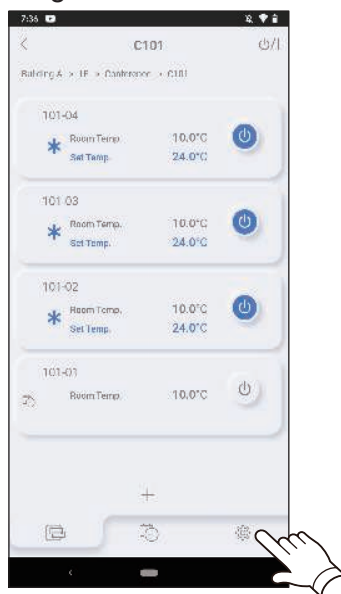 7:36
C101
Building A > 1F > Conference > C101
101-04
Room Temp. 10.0°C
Set Temp. 24.0°C
101-03
Room Temp. 10.0°C
Set Temp. 24.0°C
101-02
Room Temp. 10.0°C
Set Temp. 24.0°C
101-01
Room Temp. 10.0°C
+